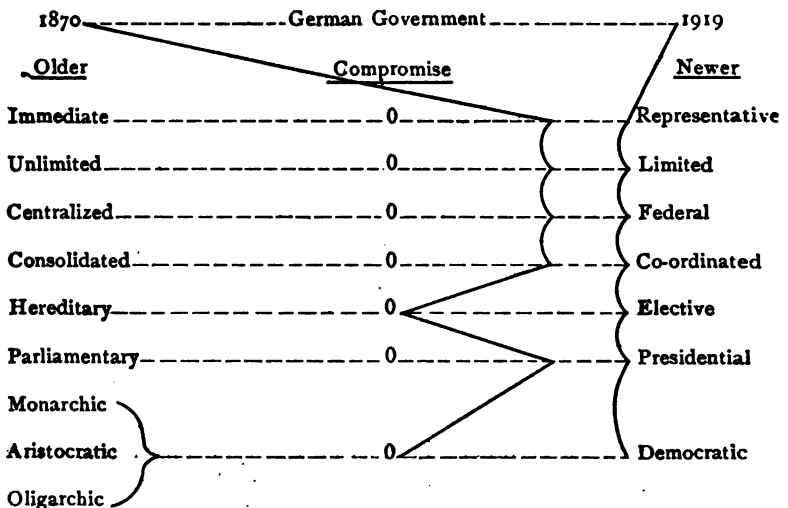 1870 German Government 1919
Older Compromise Newer
Immediate 0 Representative
Unlimited 0 Limited
Centralized 0 Federal
Consolidated 0 Co-ordinated
Hereditary 0 Elective
Parliamentary 0 Presidential
Monarchic
Aristocratic 0 Democratic
Oligarchic